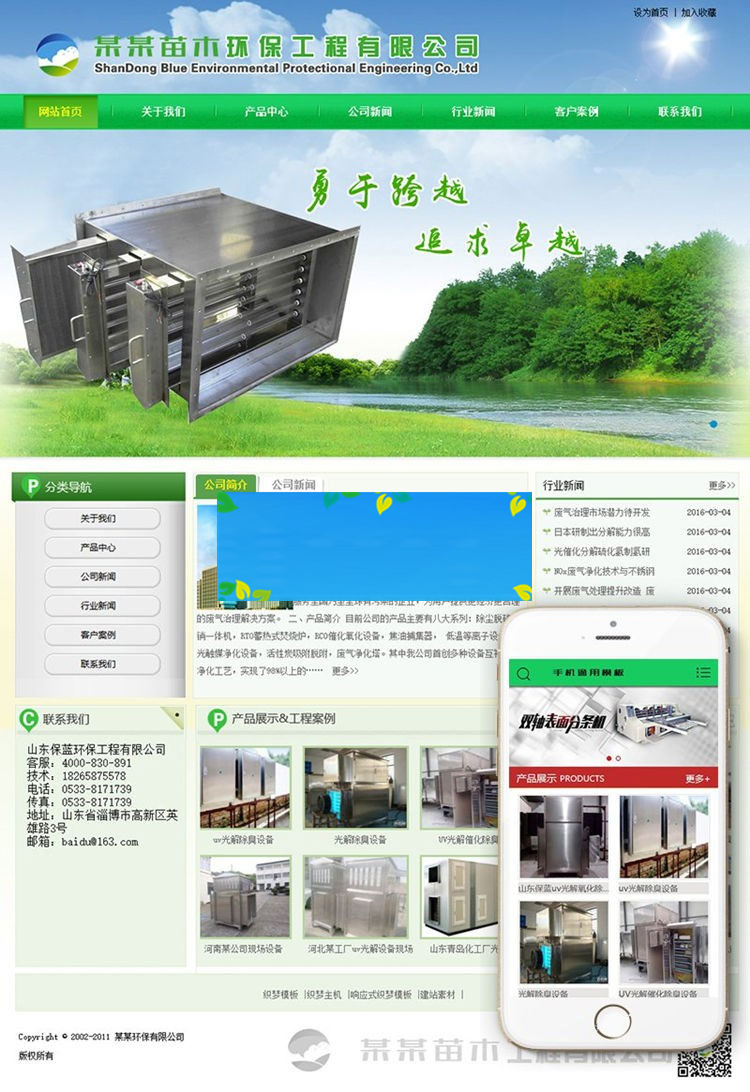 设为首页 | 加入收藏
某某苗木环保工程有限公司
ShanDong Blue Environmental Protectional Engineering Co.,Ltd
网站首页 关于我们 产品中心 公司新闻 行业新闻 客户案例 联系我们
勇于跨越
追求卓越
分类导航
关于我们
产品中心
公司新闻
行业新闻
客户案例
联系我们
公司简介 | 公司新闻 |
的废气治理解决方案。 二、产品简介 目前公司的产品主要有八大系列：除尘脱
销一体机，RTO蓄热式焚烧炉，RCO催化氧化设备，焦油捕集器， 低温等离子设
光触媒净化设备，活性炭吸附脱附，废气净化塔。其中我公司首创多种设备互补
净化工艺，实现了98%以上的…… 更多>>
行业新闻 更多>>
废气治理市场潜力待开发 2016-03-04
日本研制出分解能力很高 2016-03-04
光催化分解硫化氢制氢研 2016-03-04
NOx废气净化技术与不锈钢 2016-03-04
开展废气处理提升改造 废 2016-03-04
联系我们
山东保蓝环保工程有限公司
客服：4000-830-891
技术：18265875578
电话：0533-8171739
传真：0533-8171739
地址：山东省淄博市高新区英
雄路3号
邮箱：baidu@163.com
产品展示&工程案例
uv光解除臭设备 光解除臭设备 UV光解催化除臭
河南某公司现场设备 河北某工厂uv光解设备现场 山东青岛化工厂光
手机通用模板
双轴表面分条机
产品展示 PRODUCTS 更多+
山东保蓝uv光解氧化除... uv光解除臭设备
光解除臭设备 UV光解催化除臭设备
织梦模板 |织梦主机 |响应式织梦模板 |建站素材 |
Copyright © 2002-2011 某某环保有限公司
版权所有
某某苗木工程有限公司